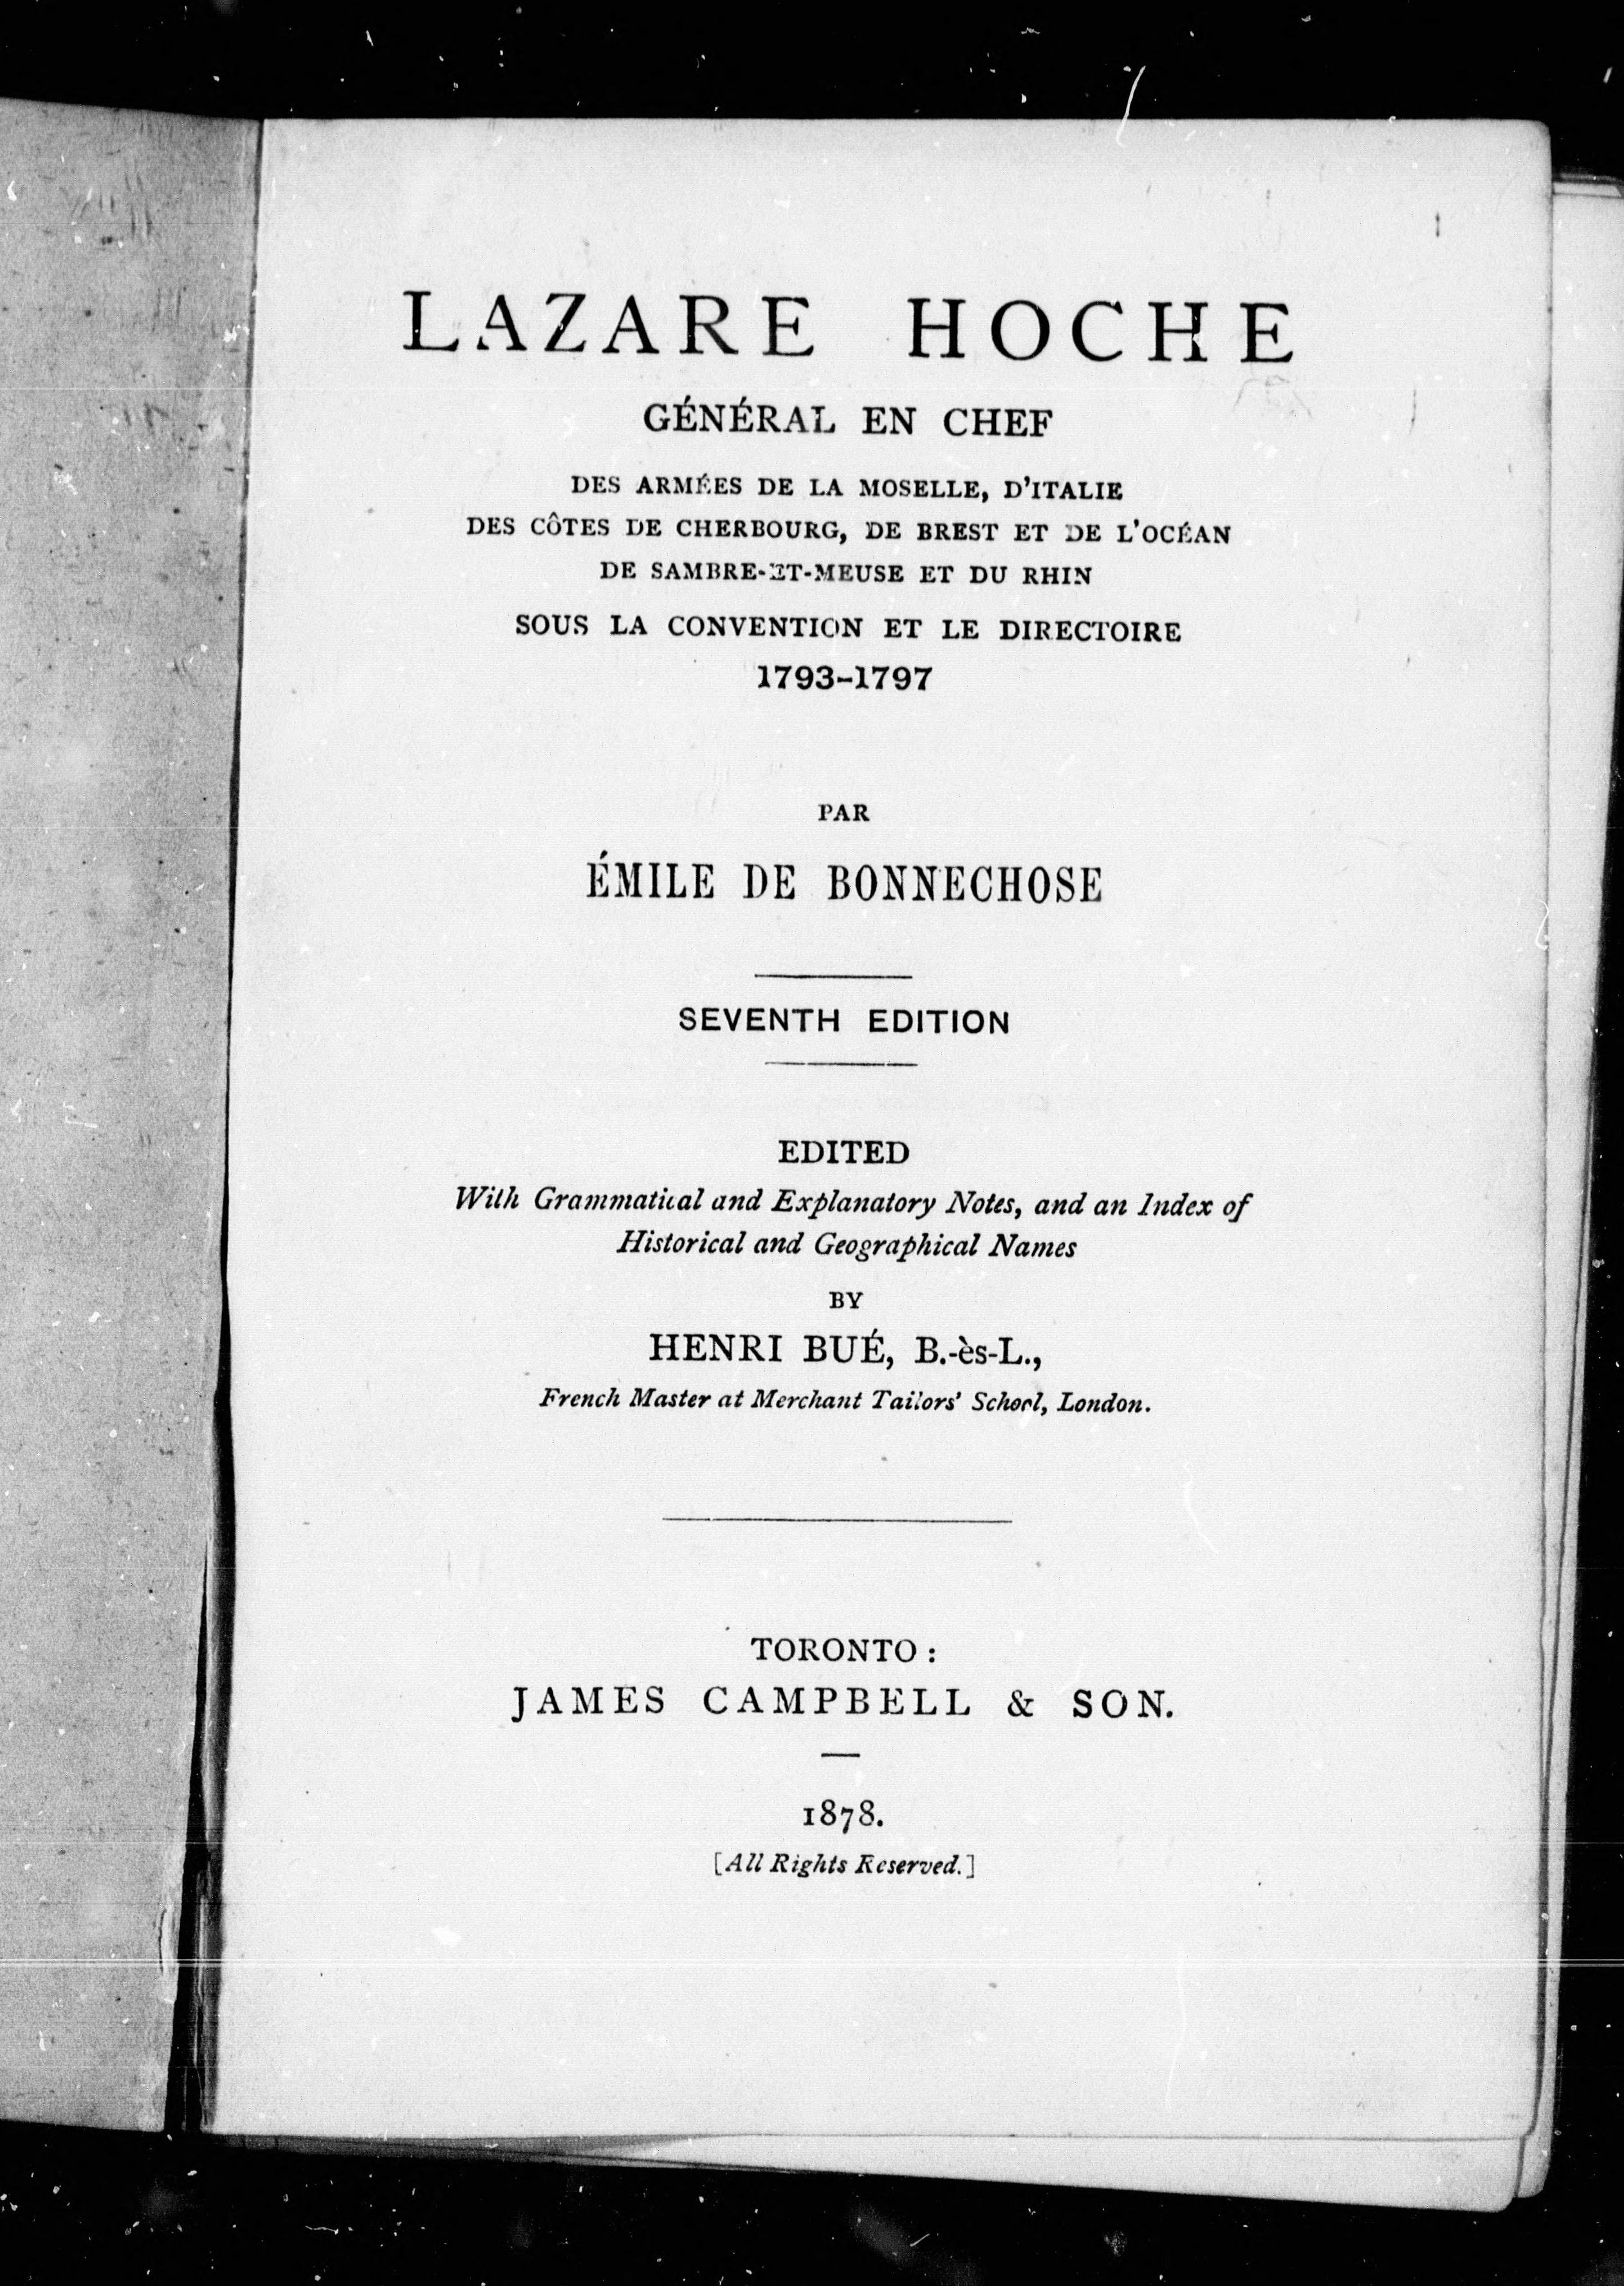 LAZARE HOCHE
GÉNÉRAL EN CHEF
DES ARMÉES DE LA MOSELLE, D'ITALIE
DES CÔTES DE CHERBOURG, DE BREST ET DE L'OCÉAN
DE SAMBRE-ET-MEUSE ET DU RHIN
SOUS LA CONVENTION ET LE DIRECTOIRE
1793-1797
PAR
ÉMILE DE BONNECHOSE
SEVENTH EDITION
EDITED
With Grammatical and Explanatory Notes, and an Index of
Historical and Geographical Names
BY
HENRI BUÉ, B.-ès-L.,
French Master at Merchant Tailors' School, London.
TORONTO:
JAMES CAMPBELL & SON.
1878.
[All Rights Reserved.]